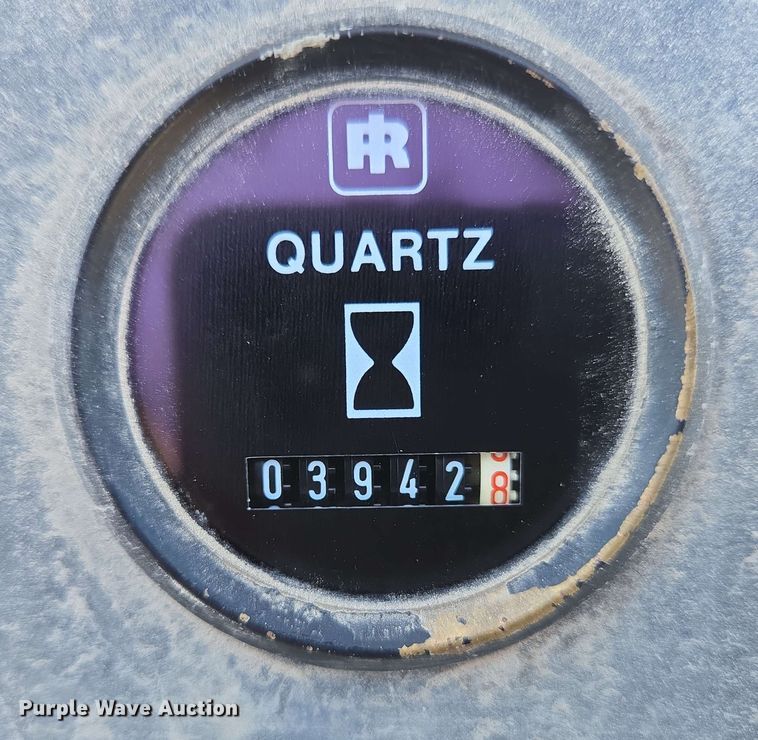 IR
QUARTZ
039428
Purple Wave Auction